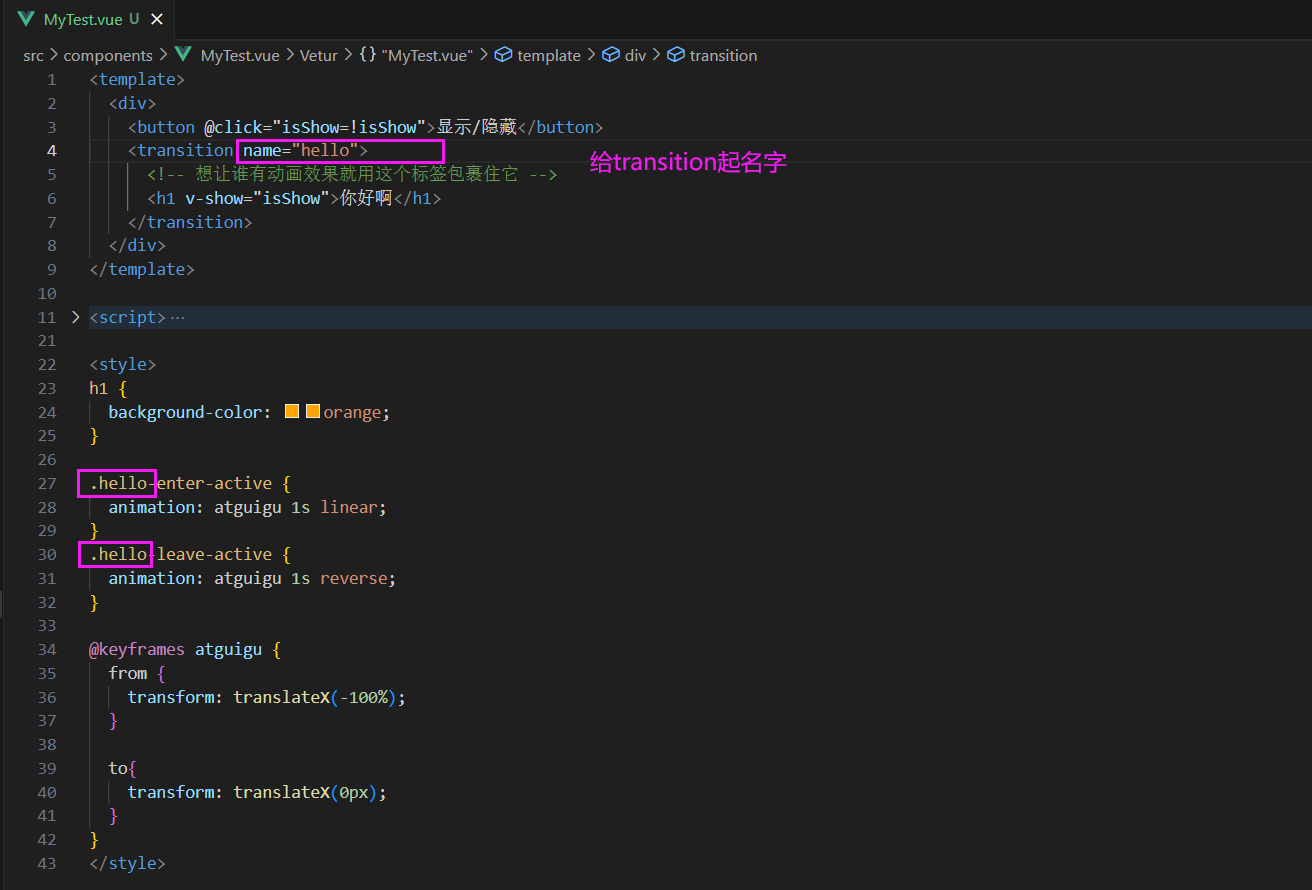 MyTest.vue U
src > components > MyTest.vue > Vetur > {} "MyTest.vue" > template > div > transition
1 <template>
2 <div>
3 <button @click="isShow=!isShow">显示/隐藏</button>
4 <transition name="hello">
给transition起名字
5 <!-- 想让谁有动画效果就用这个标签包裹住它 -->
6 <h1 v-show="isShow">你好啊</h1>
7 </transition>
8 </div>
9 </template>
10
11 <script> ···
21
22 <style>
23 h1 {
24 background-color: orange;
25 }
26
27 .hello-enter-active {
28 animation: atguigu 1s linear;
29 }
30 .hello-leave-active {
31 animation: atguigu 1s reverse;
32 }
33
34 @keyframes atguigu {
35 from {
36 transform: translateX(-100%);
37 }
38
39 to{
40 transform: translateX(0px);
41 }
42 }
43 </style>